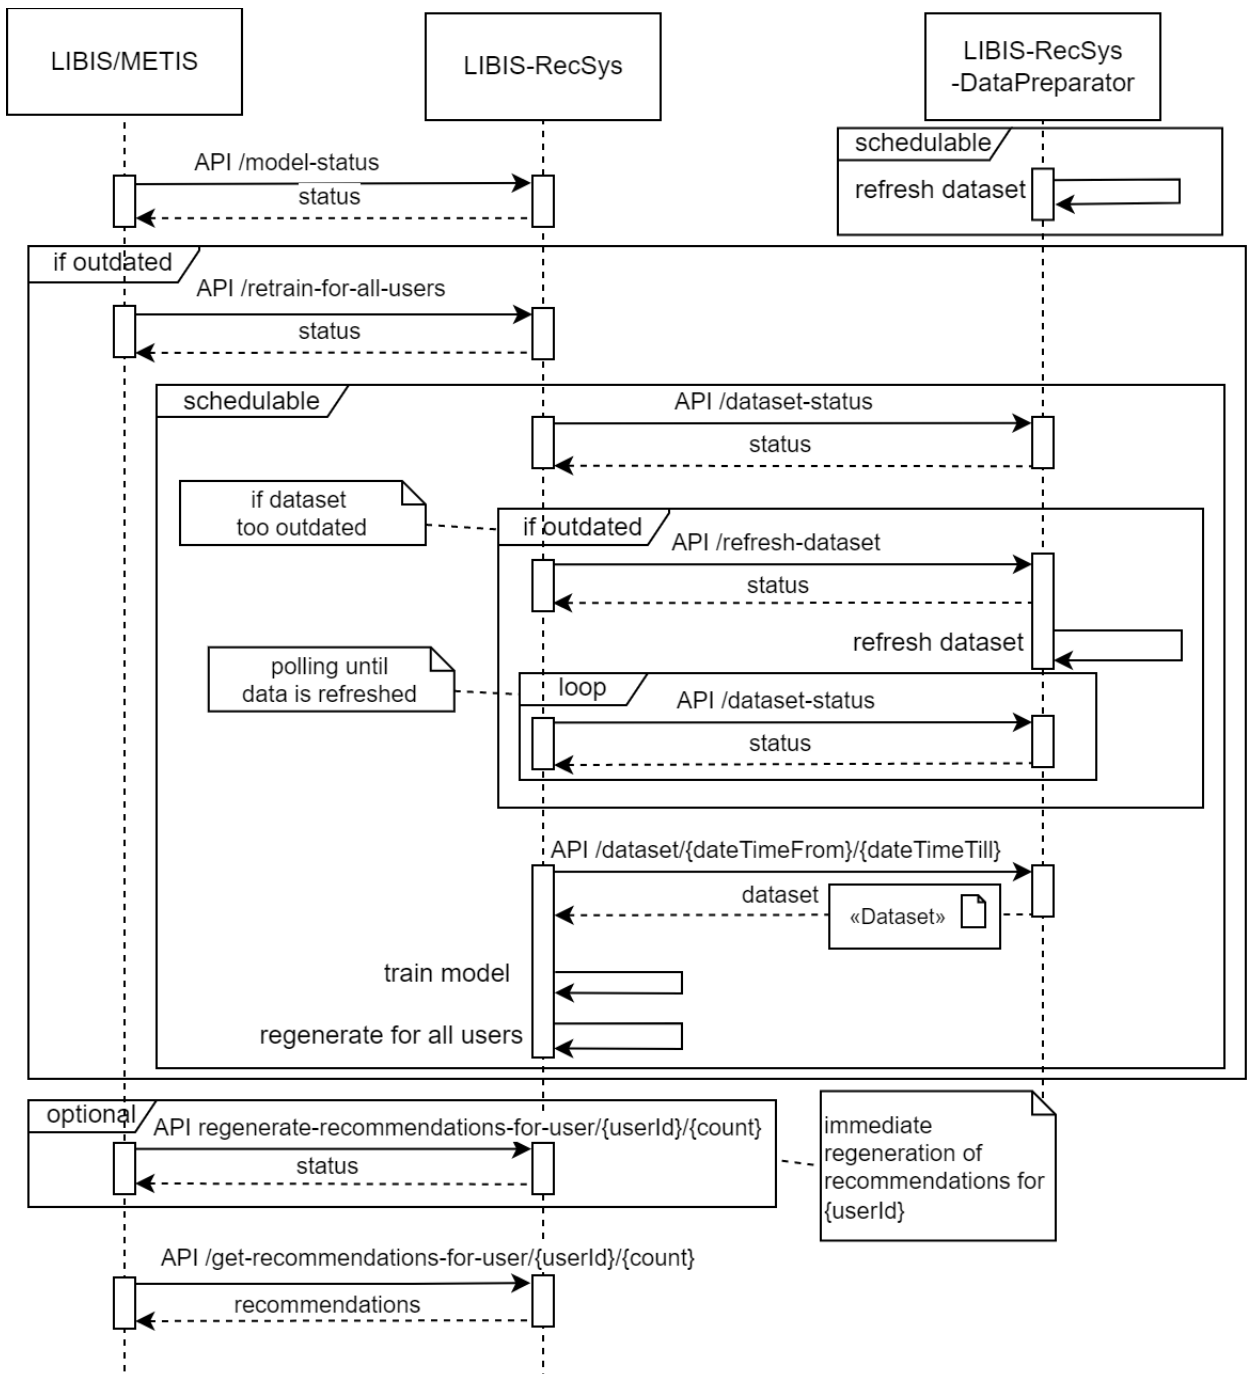 LIBIS/METIS
LIBIS-RecSys
LIBIS-RecSys
-DataPreparator
schedulable
API /model-status
refresh dataset
status
if outdated
API /retrain-for-all-users
status
schedulable
API /dataset-status
status
if dataset
too outdated
if outdated
API /refresh-dataset
status
refresh dataset
polling until
data is refreshed
loop
API /dataset-status
status
API /dataset/{dateTimeFrom}/{dateTimeTill}
dataset
«Dataset»
train model
regenerate for all users
optional
API regenerate-recommendations-for-user/{userId}/{count}
status
immediate
regeneration of
recommendations for
{userId}
API /get-recommendations-for-user/{userId}/{count}
recommendations